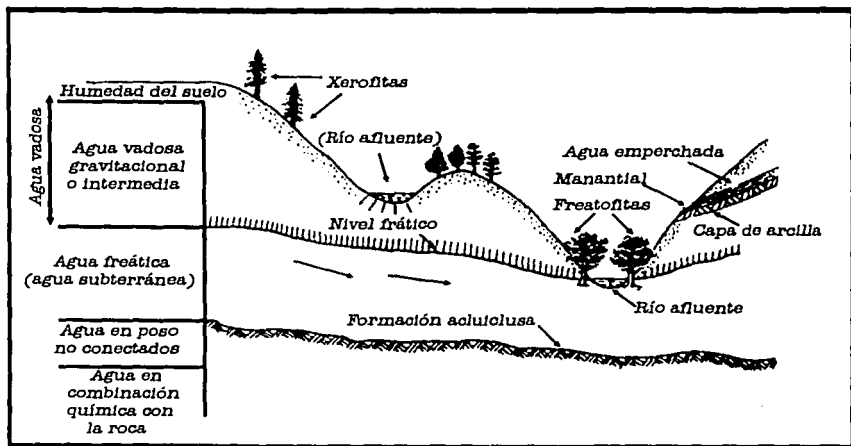 Humedad del suelo
Xerofitas
Agua vadosa
Agua vadosa
gravitacional
o intermedia
(Río afluente)
Agua emperchada
Manantial
Freatofitas
Capa de arcilla
Nivel frático
Agua freática
(agua subterránea)
Río afluente
Formación acluiclusa
Agua en poso
no conectados
Agua en
combinación
química con
la roca